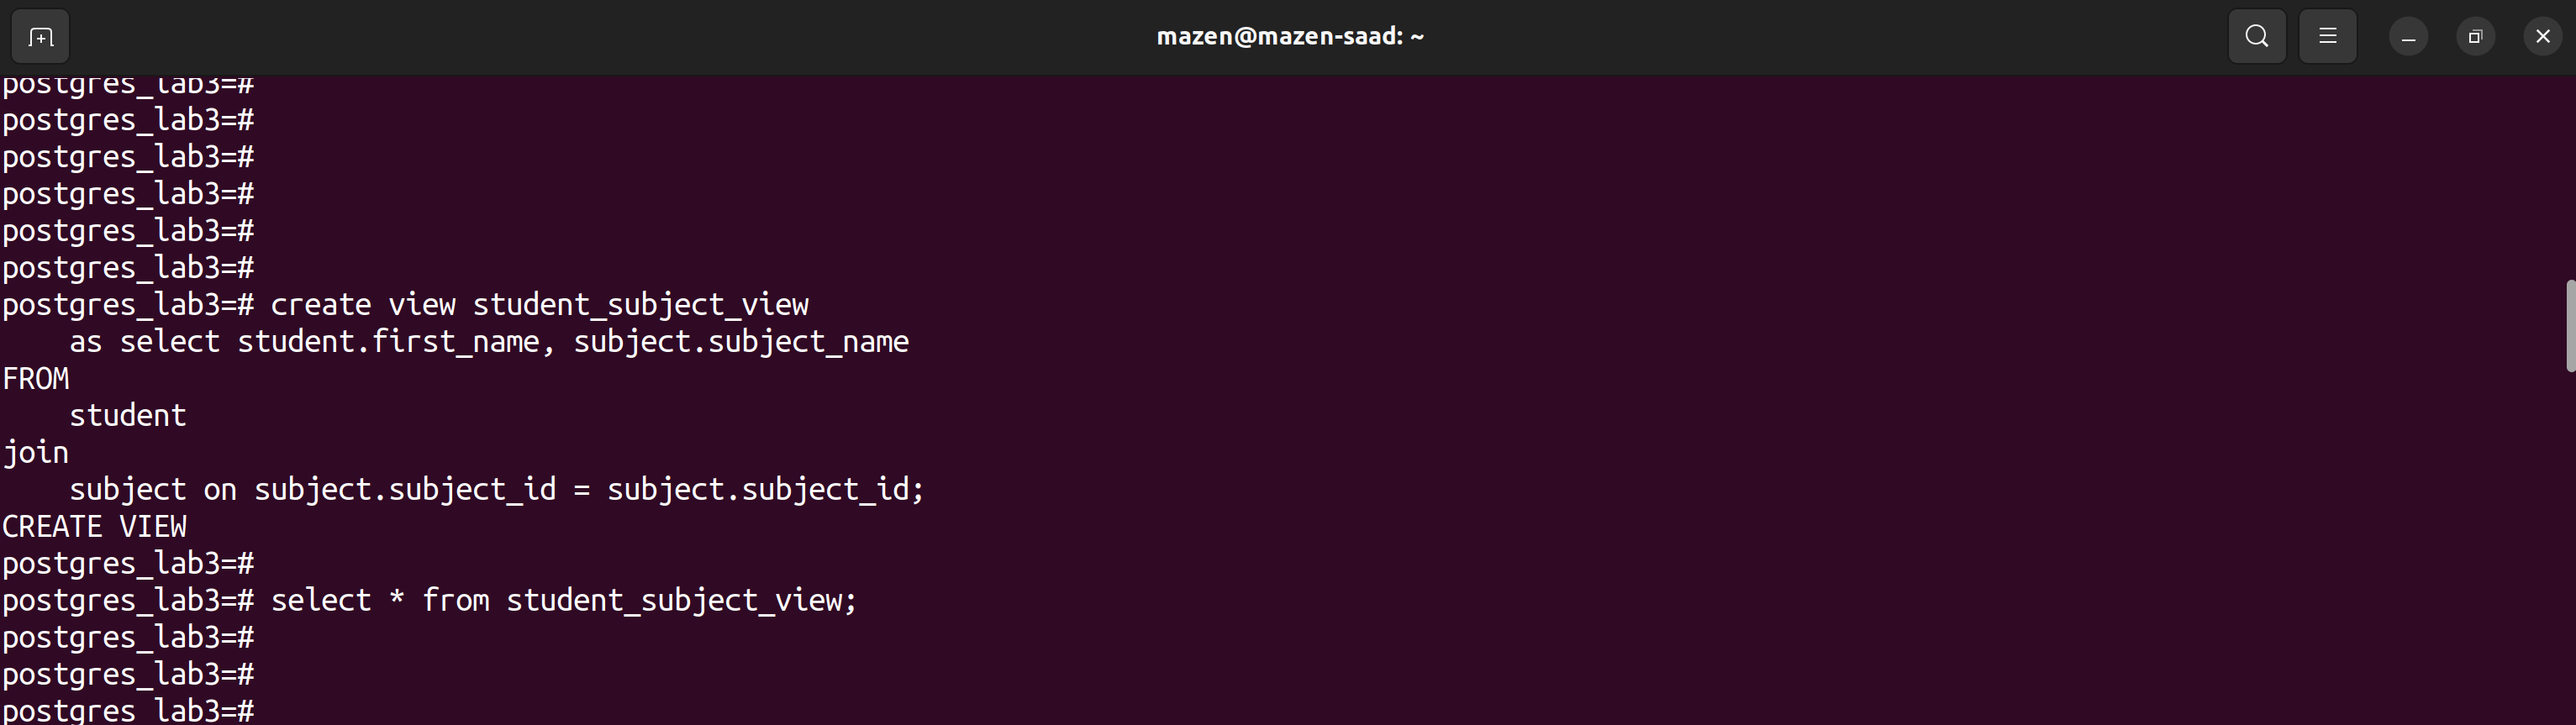 mazen@mazen-saad: ~
postgres_lab3=#
postgres_lab3=#
postgres_lab3=#
postgres_lab3=#
postgres_lab3=#
postgres_lab3=#
postgres_lab3=# create view student_subject_view
    as select student.first_name, subject.subject_name
FROM
    student
join
    subject on subject.subject_id = subject.subject_id;
CREATE VIEW
postgres_lab3=#
postgres_lab3=# select * from student_subject_view;
postgres_lab3=#
postgres_lab3=#
postgres_lab3=#